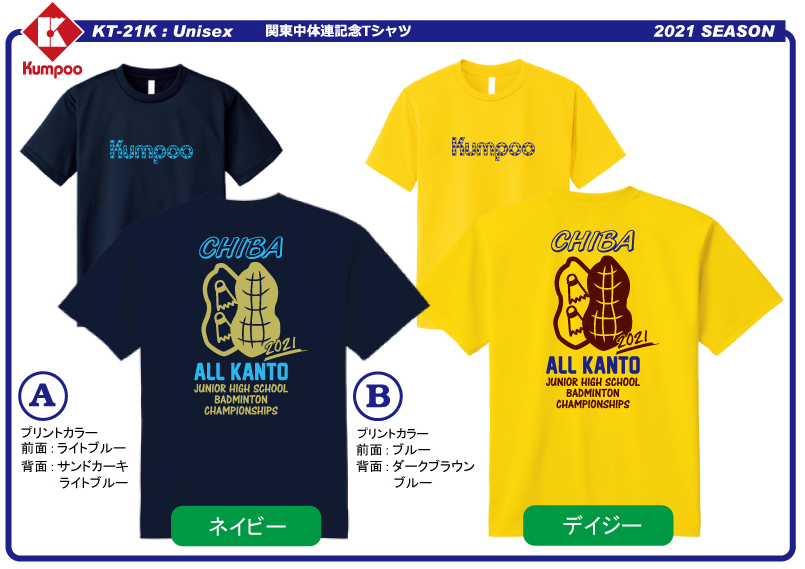 K
Kumpoo
KT-21K : Unisex 関東中体連記念Tシャツ 2021 SEASON
Kumpoo
Kumpoo
CHIBA
2021
ALL KANTO
JUNIOR HIGH SCHOOL
BADMINTON
CHAMPIONSHIPS
CHIBA
2021
ALL KANTO
JUNIOR HIGH SCHOOL
BADMINTON
CHAMPIONSHIPS
A
プリントカラー
前面 : ライトブルー
背面 : サンドカーキ
ライトブルー
ネイビー
B
プリントカラー
前面 : ブルー
背面 : ダークブラウン
ブルー
デイジー